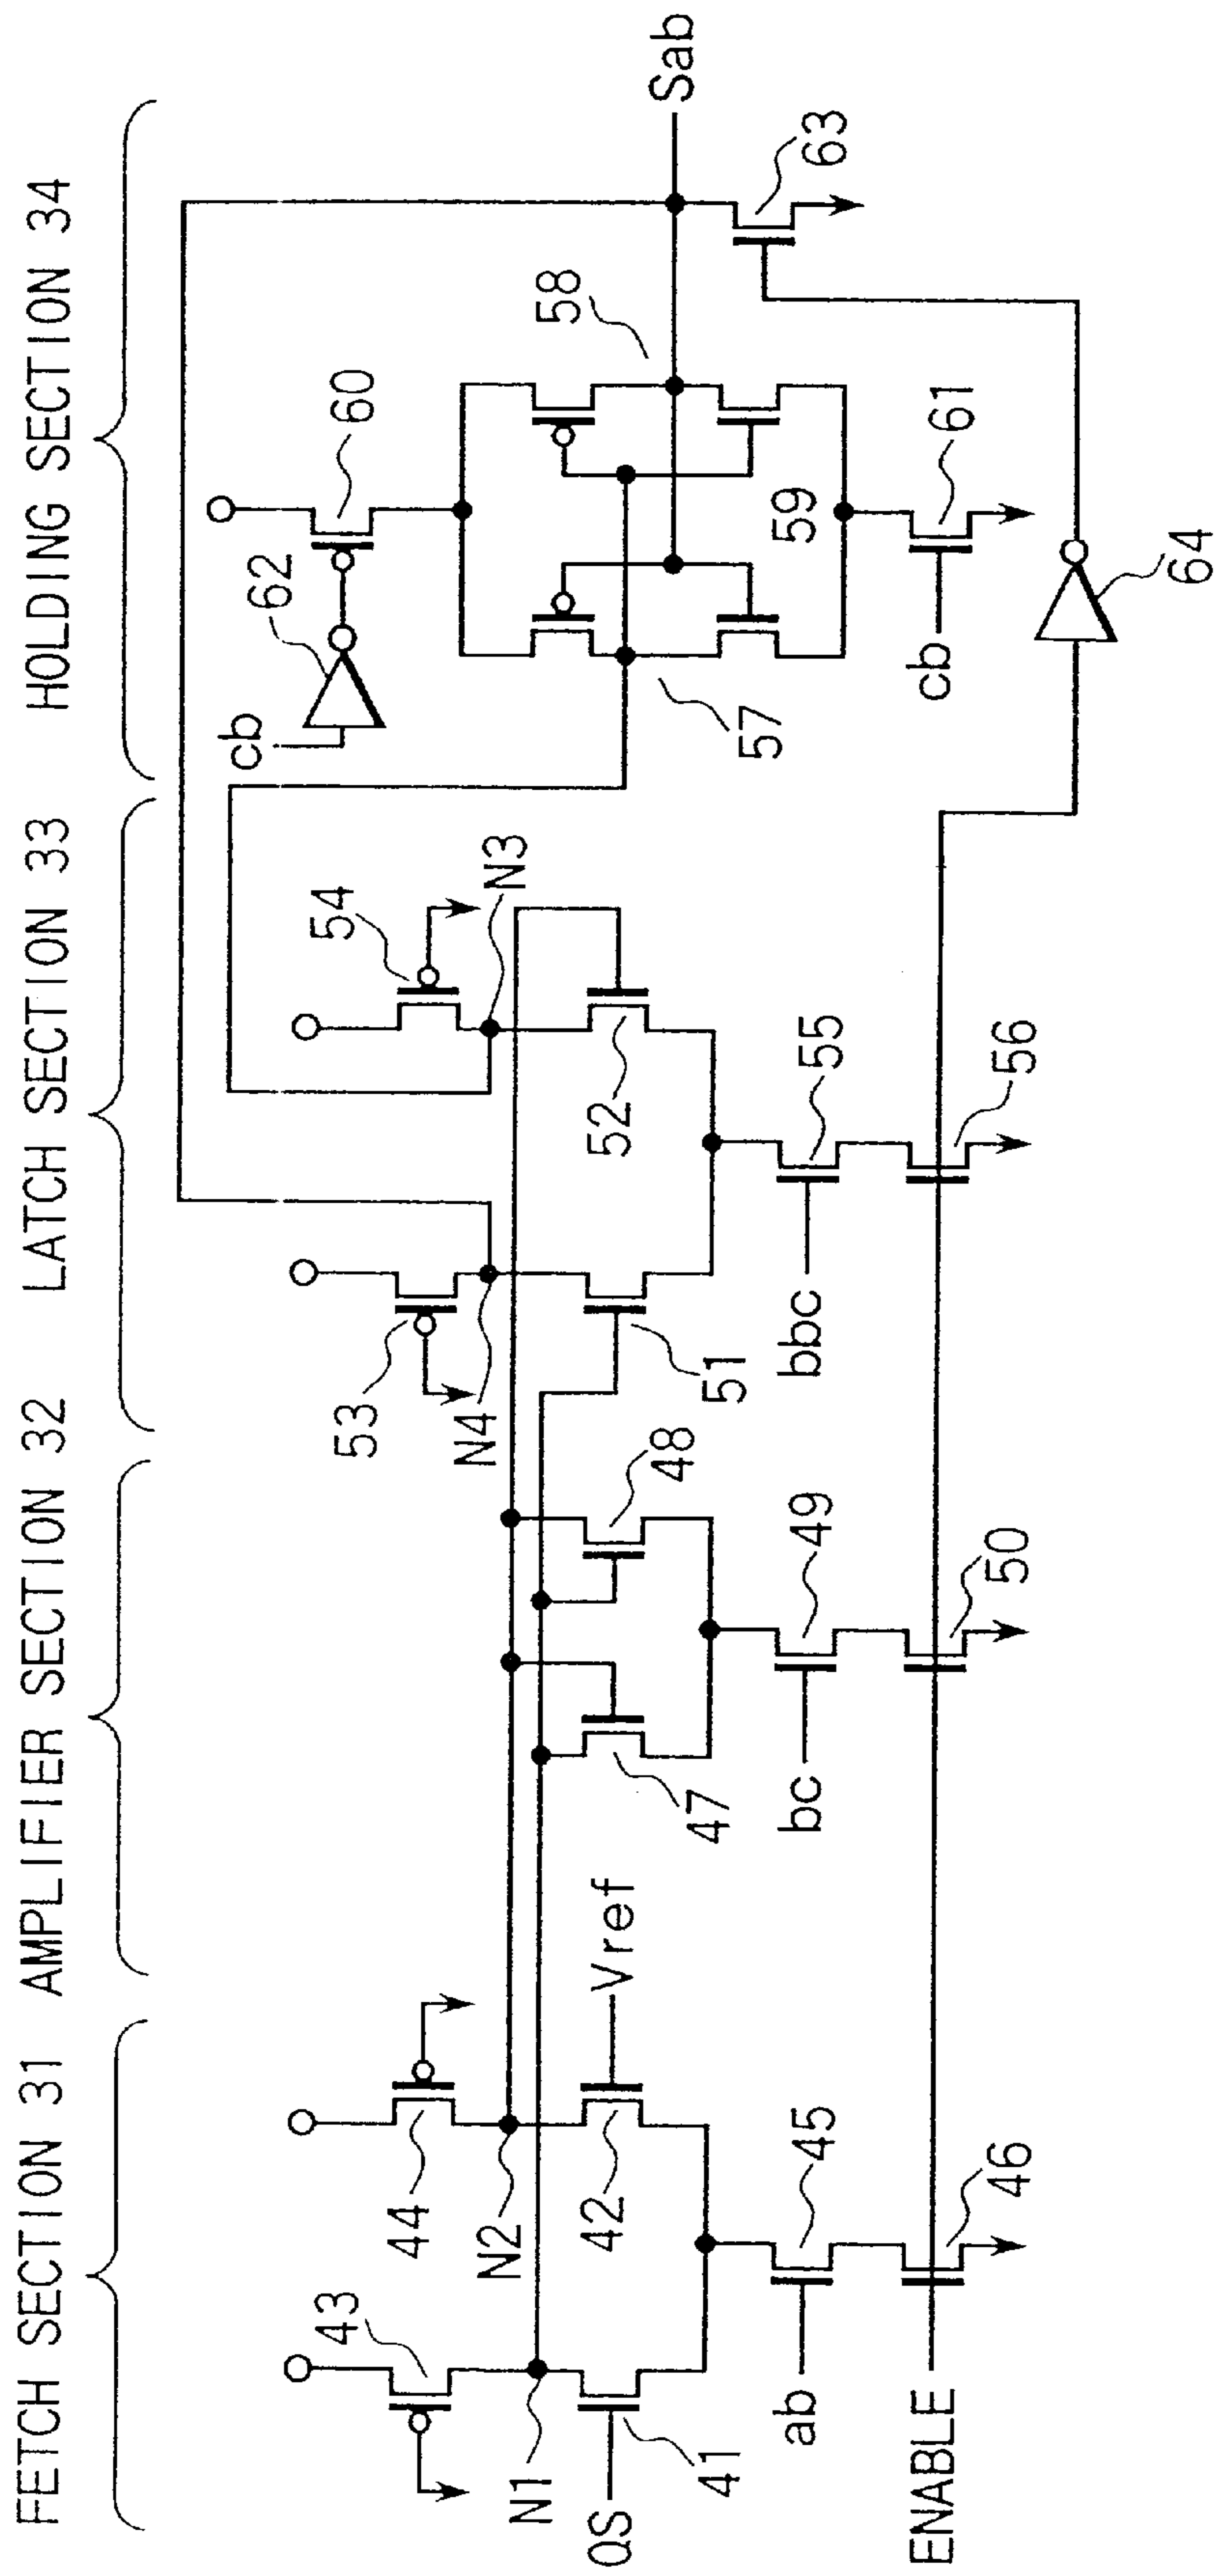 FETCH SECTION 31
AMPLIFIER SECTION 32
LATCH SECTION 33
HOLDING SECTION 34
43
44
N1
N2
QS
41
42
Vref
ab
45
ENABLE
46
47
48
bc
49
50
53
54
N4
N3
51
52
bbc
55
56
cb
62
60
57
58
59
cb
61
64
Sab
63